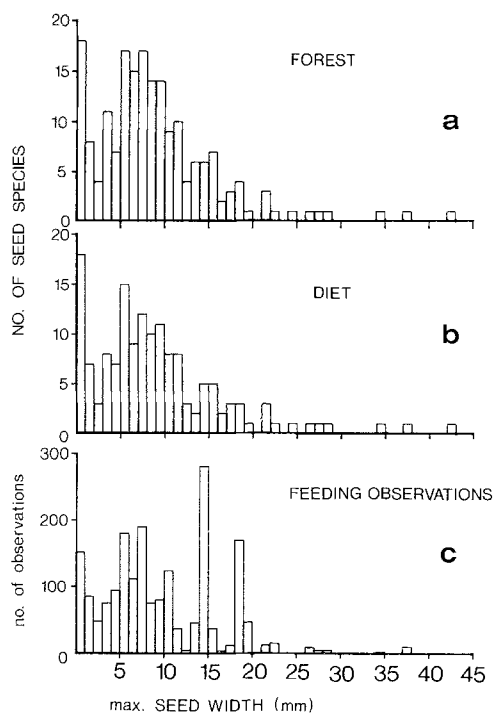 20
15
10
5
0
FOREST
a
NO. OF SEED SPECIES
20
15
10
5
0
DIET
b
300
200
100
0
FEEDING OBSERVATIONS
c
no. of observations
5 10 15 20 25 30 35 40 45
max. SEED WIDTH (mm)